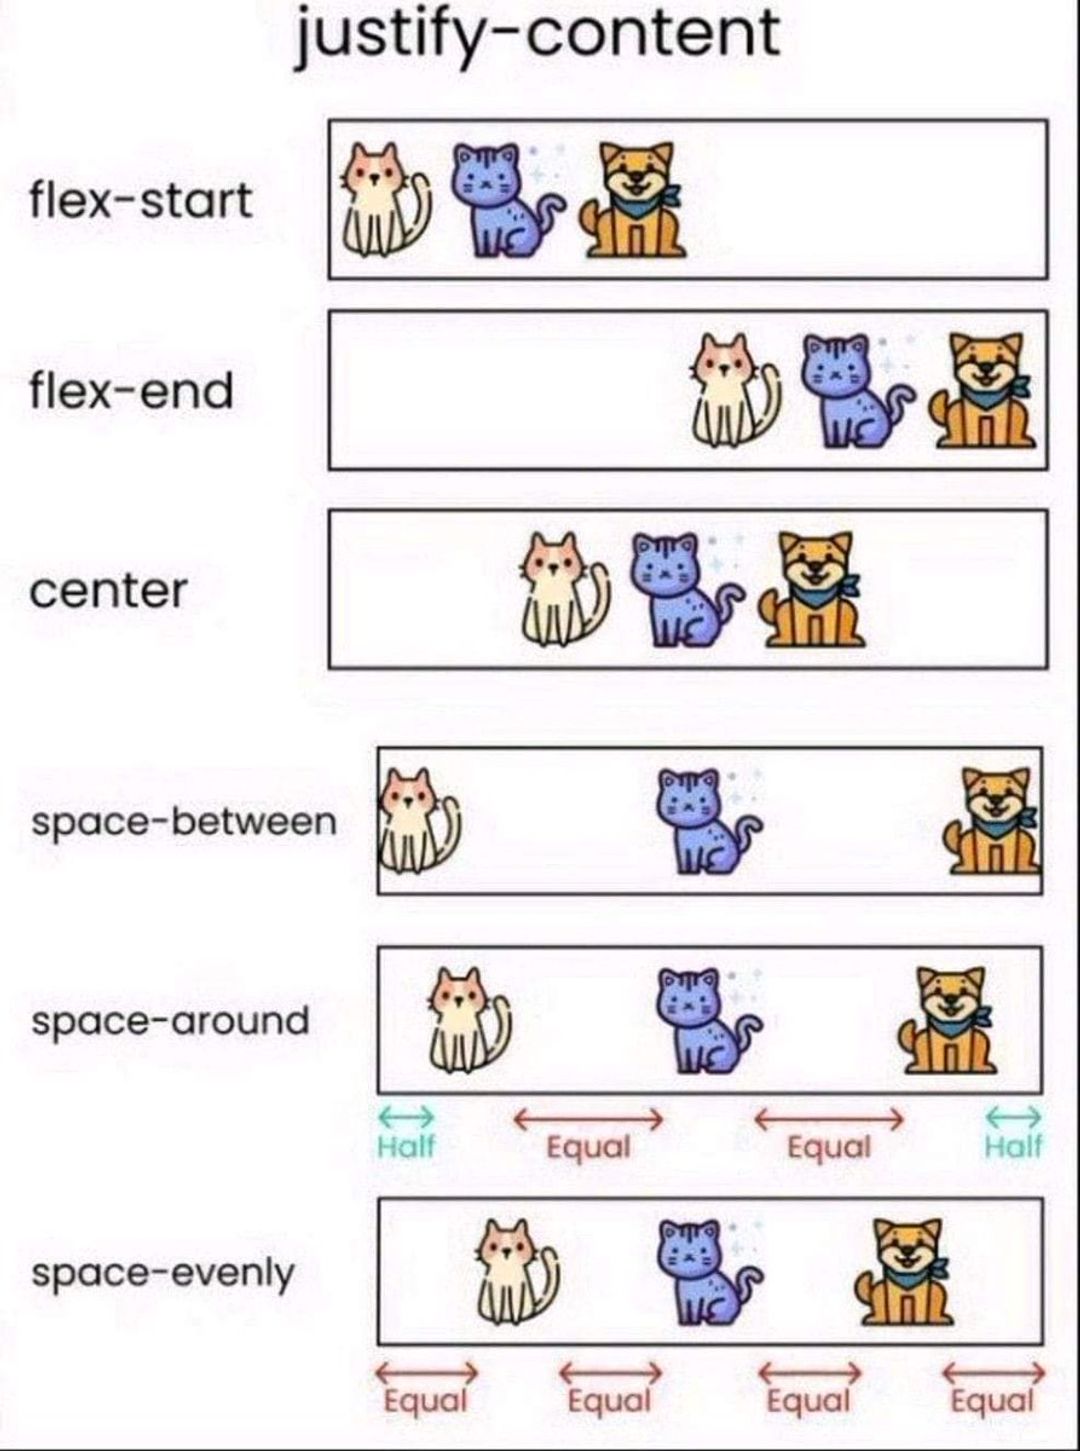 justify-content
flex-start
flex-end
center
space-between
space-around
Half Equal Equal Half
space-evenly
Equal Equal Equal Equal